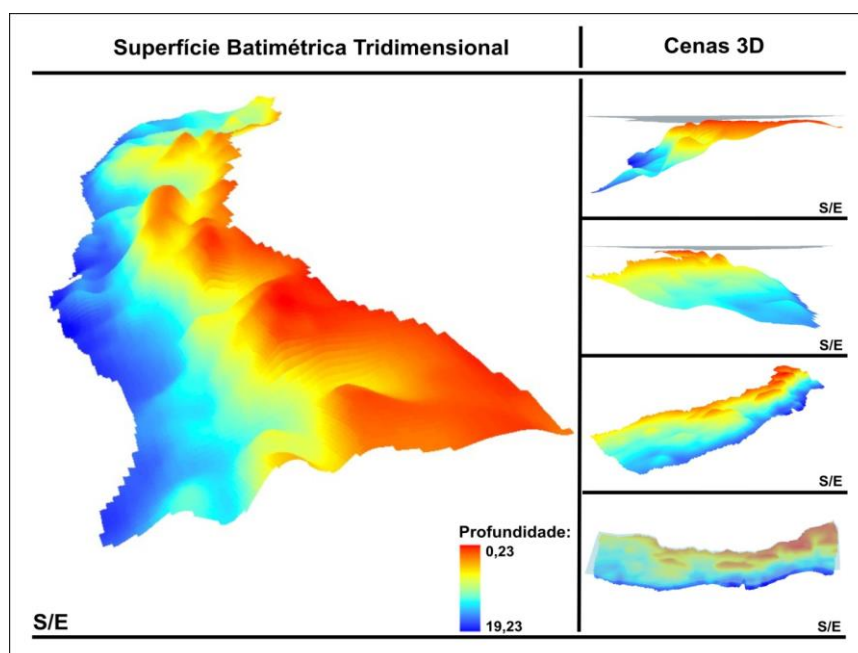 Superfície Batimétrica Tridimensional
Cenas 3D
S/E
S/E
S/E
S/E
Profundidade:
0,23
19,23
S/E